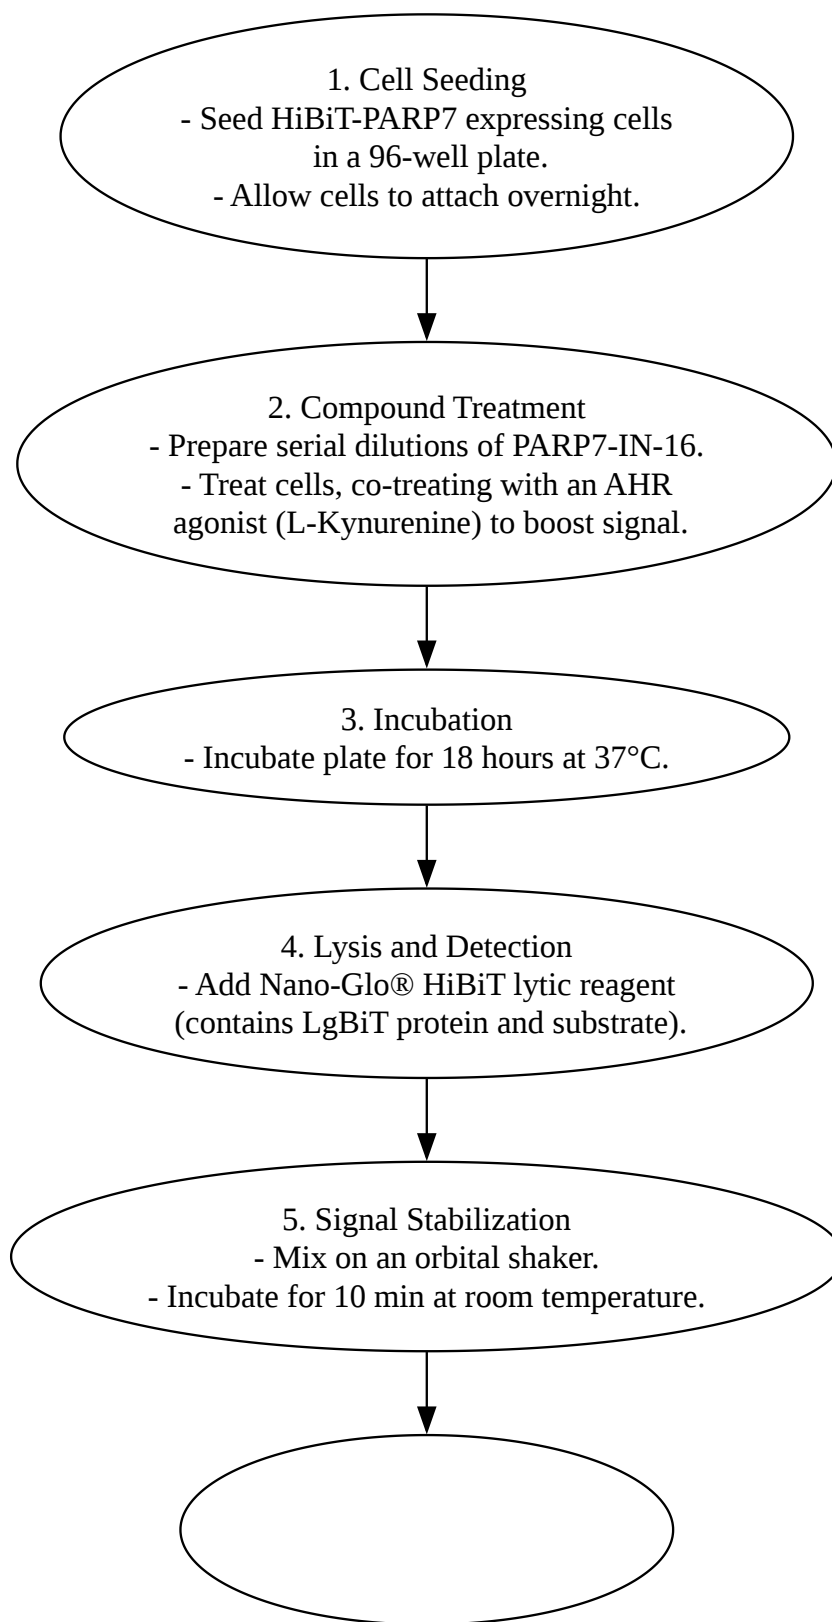 1. Cell Seeding
- Seed HiBiT-PARP7 expressing cells
in a 96-well plate.
- Allow cells to attach overnight.
2. Compound Treatment
- Prepare serial dilutions of PARP7-IN-16.
- Treat cells, co-treating with an AHR
agonist (L-Kynurenine) to boost signal.
3. Incubation
- Incubate plate for 18 hours at 37°C.
4. Lysis and Detection
- Add Nano-Glo® HiBiT lytic reagent
(contains LgBiT protein and substrate).
5. Signal Stabilization
- Mix on an orbital shaker.
- Incubate for 10 min at room temperature.